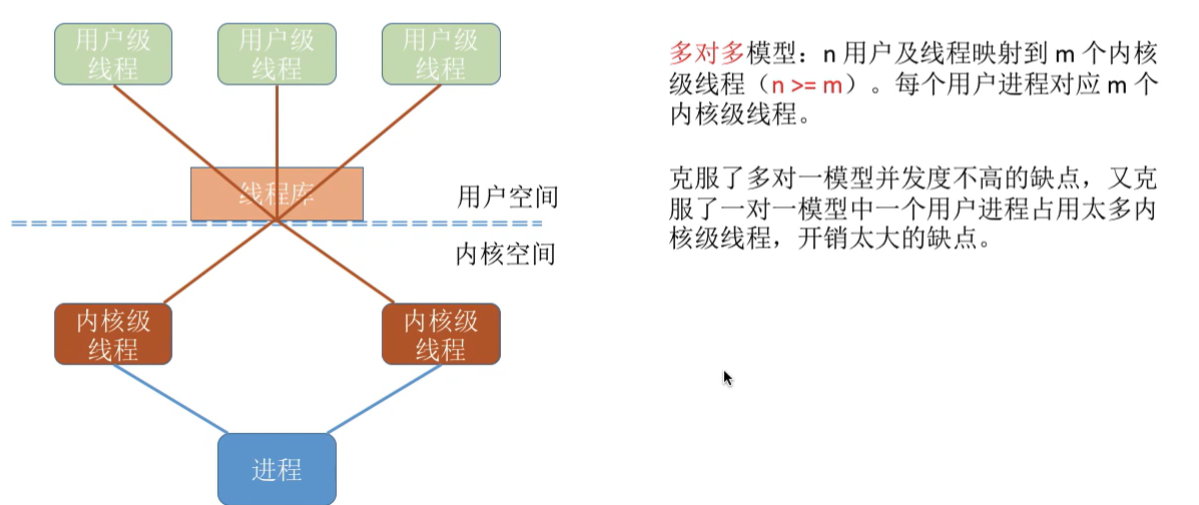 用户级
线程
用户级
线程
用户级
线程
线程库
用户空间
内核空间
内核级
线程
内核级
线程
进程
多对多模型：n 用户及线程映射到 m 个内核
级线程（n >= m）。每个用户进程对应 m 个
内核级线程。
克服了多对一模型并发度不高的缺点，又克
服了一对一模型中一个用户进程占用太多内
核级线程，开销太大的缺点。